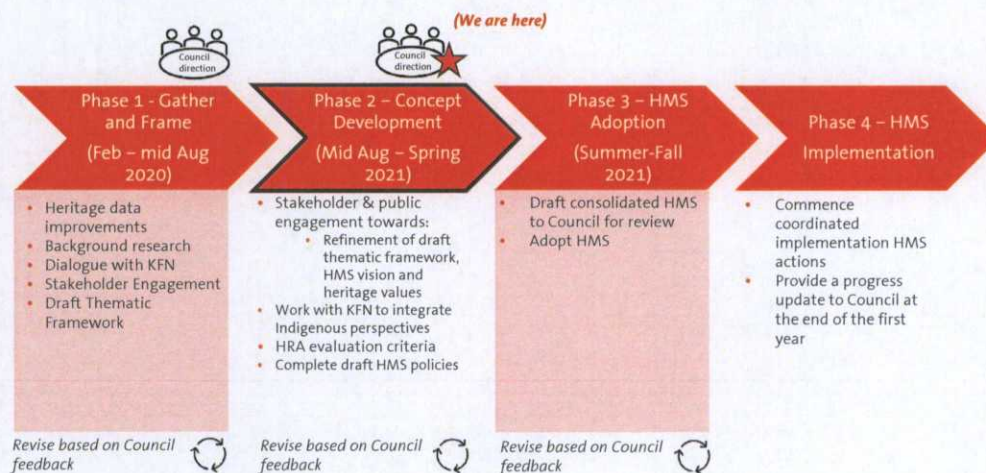 (We are here)
Council
direction
Council
direction
Phase 1 - Gather
and Frame
(Feb – mid Aug
2020)
Phase 2 – Concept
Development
(Mid Aug – Spring
2021)
Phase 3 – HMS
Adoption
(Summer-Fall
2021)
Phase 4 – HMS
Implementation
• Heritage data
improvements
• Background research
• Dialogue with KFN
• Stakeholder Engagement
• Draft Thematic
Framework
• Stakeholder & public
engagement towards:
• Refinement of draft
thematic framework,
HMS vision and
heritage values
• Work with KFN to integrate
Indigenous perspectives
• HRA evaluation criteria
• Complete draft HMS policies
• Draft consolidated HMS
to Council for review
• Adopt HMS
• Commence
coordinated
implementation HMS
actions
• Provide a progress
update to Council at
the end of the first
year
Revise based on Council
feedback
Revise based on Council
feedback
Revise based on Council
feedback